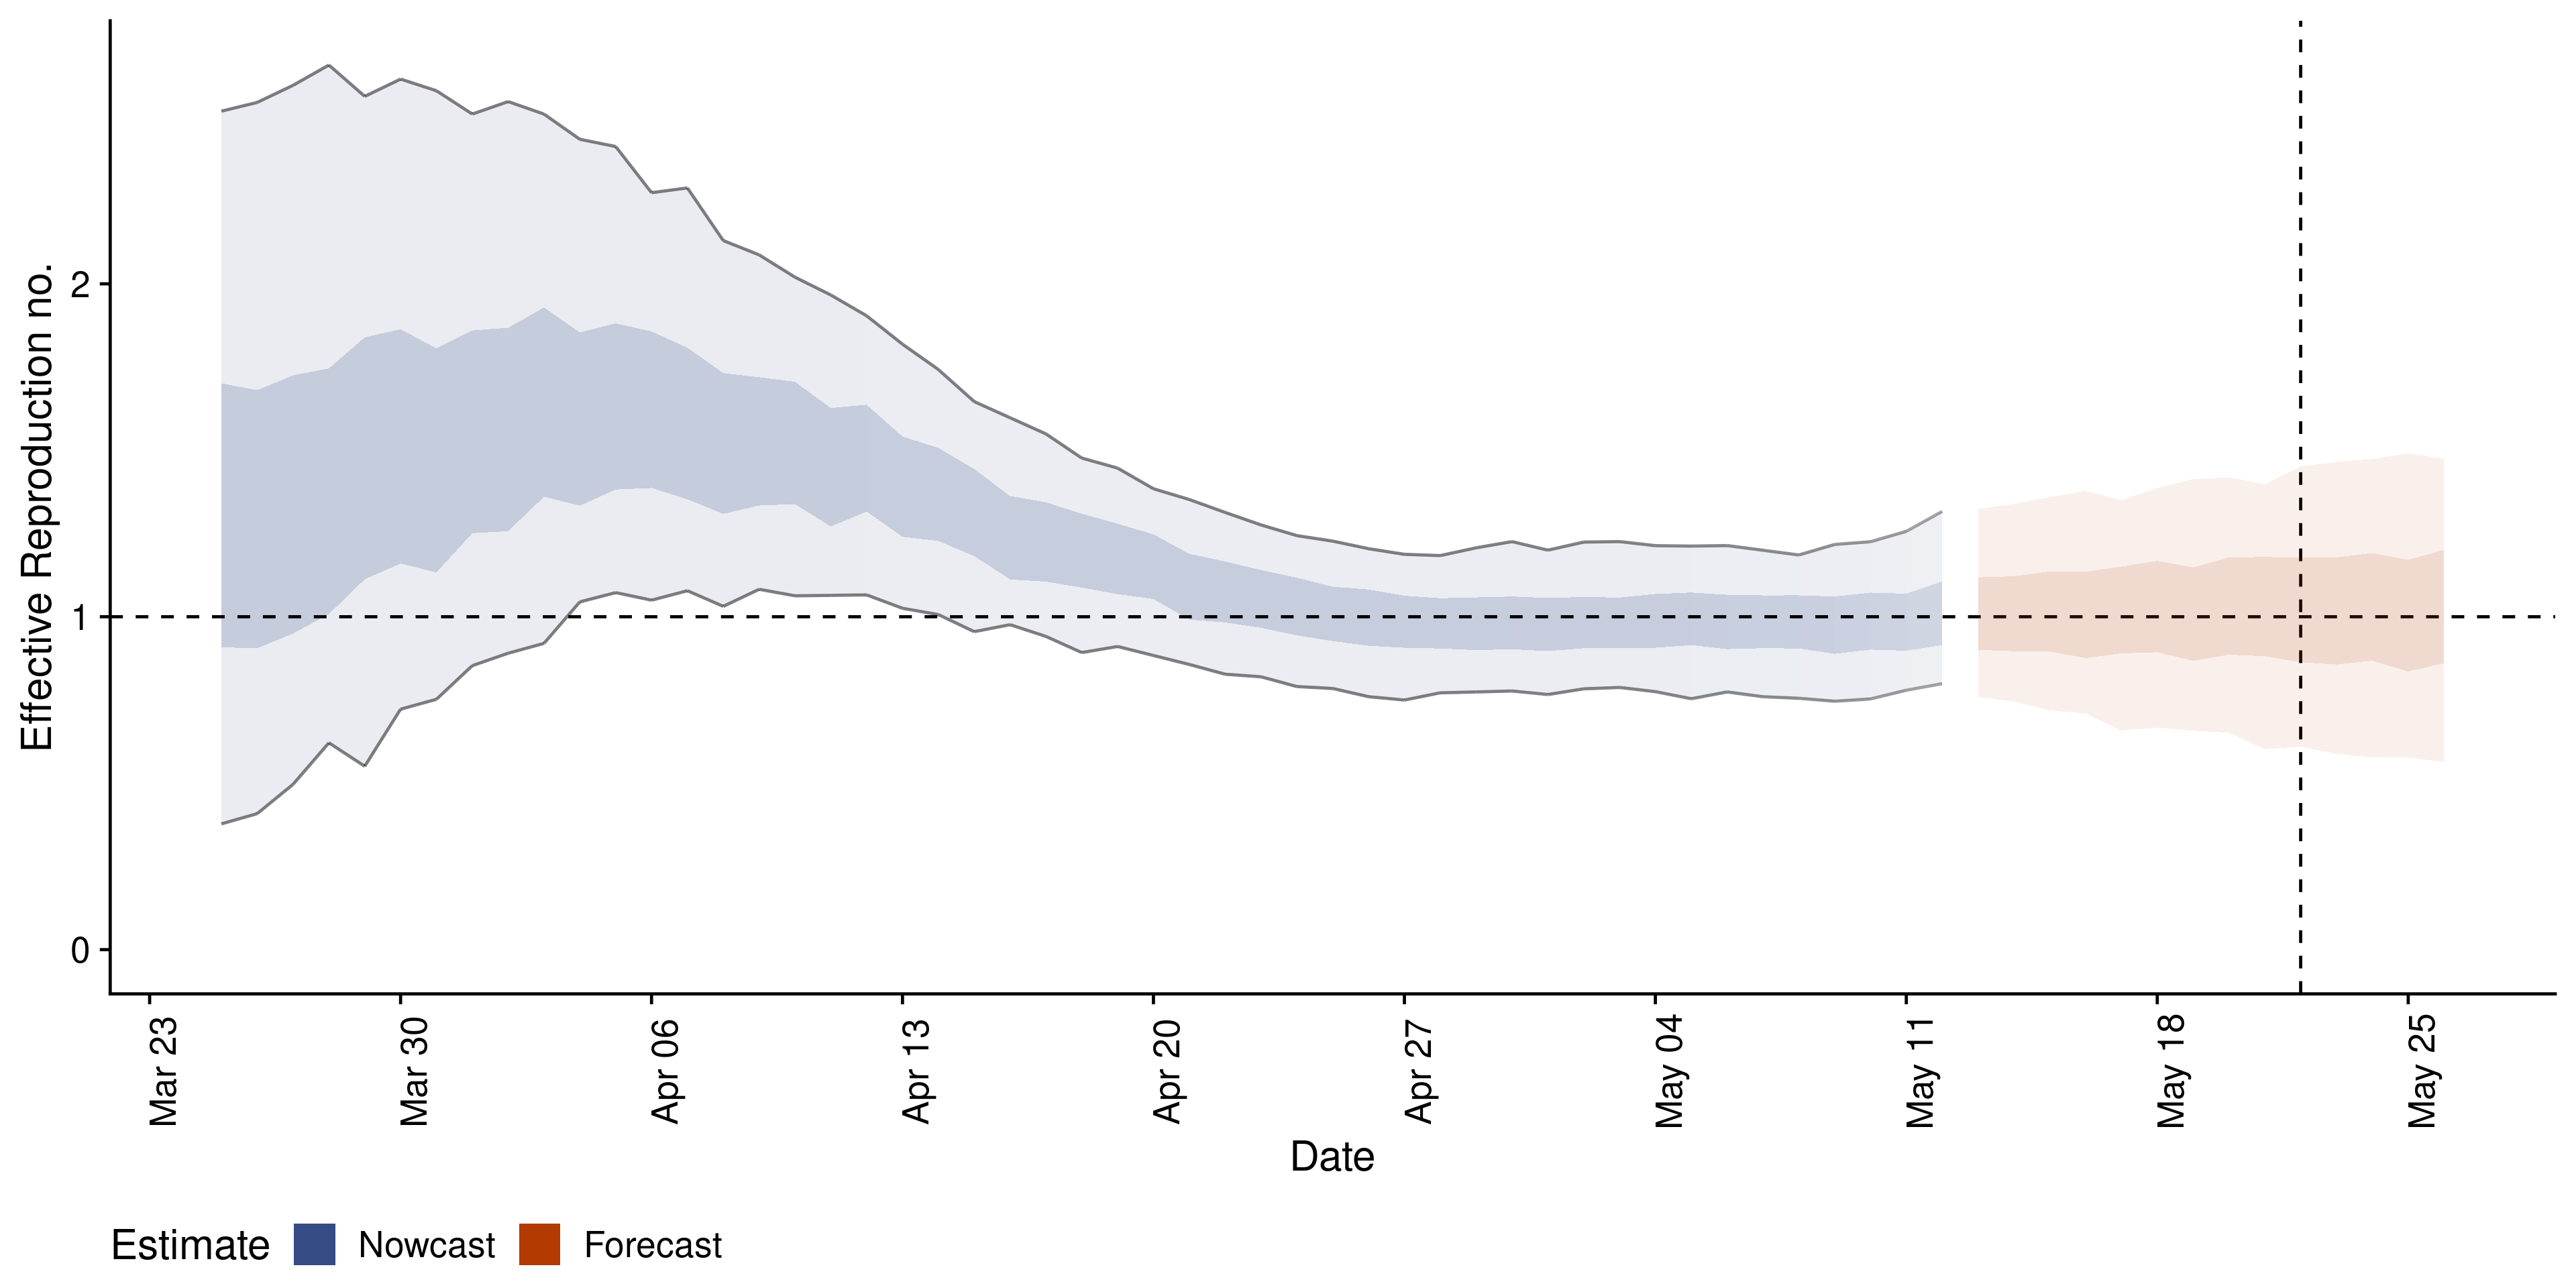 Effective Reproduction no.
2
1
0
Mar 23
Mar 30
Apr 06
Apr 13
Apr 20
Apr 27
May 04
May 11
May 18
May 25
Date
Estimate Nowcast Forecast